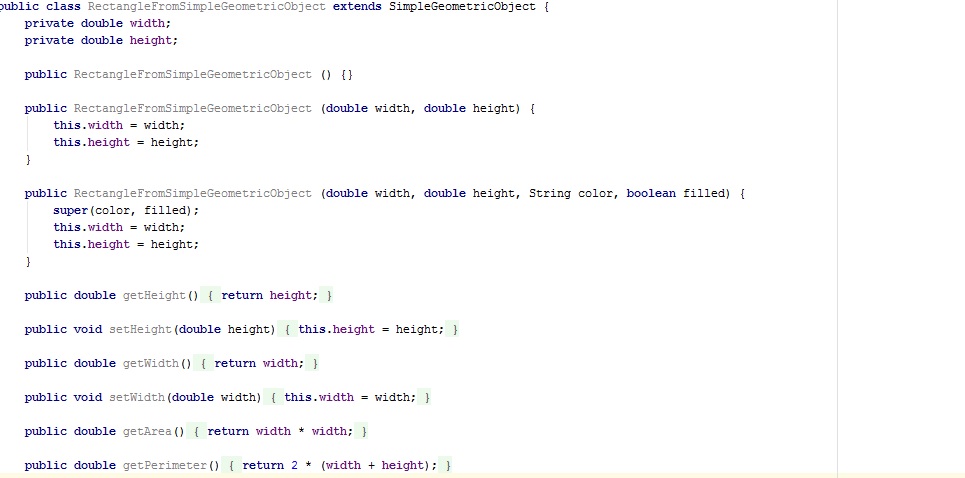 public class RectangleFromSimpleGeometricObject extends SimpleGeometricObject {
private double width;
private double height;
public RectangleFromSimpleGeometricObject () {}
public RectangleFromSimpleGeometricObject (double width, double height) {
this.width = width;
this.height = height;
}
public RectangleFromSimpleGeometricObject (double width, double height, String color, boolean filled) {
super(color, filled);
this.width = width;
this.height = height;
}
public double getHeight() { return height; }
public void setHeight(double height) { this.height = height; }
public double getWidth() { return width; }
public void setWidth(double width) { this.width = width; }
public double getArea() { return width * width; }
public double getPerimeter() { return 2 * (width + height); }